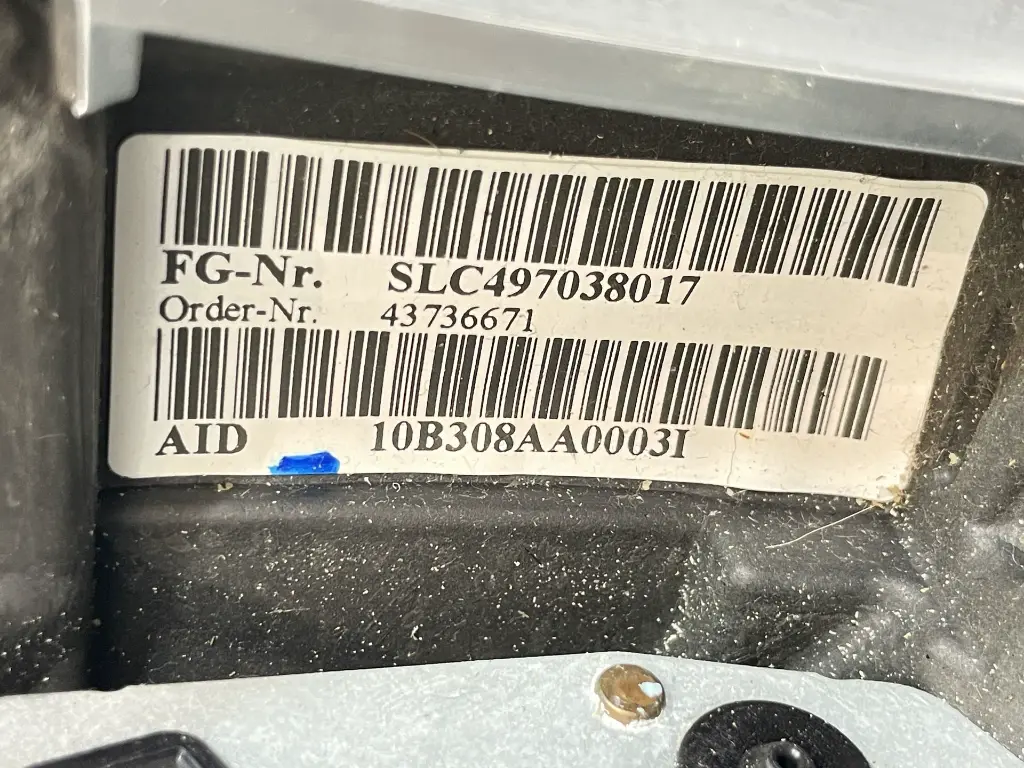 FG-Nr. SLC497038017
Order-Nr. 43736671
AID 10B308AA0003I